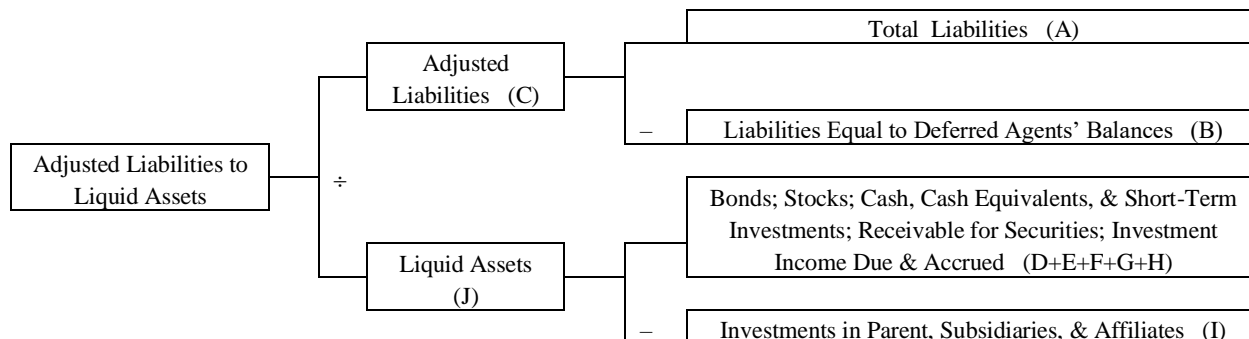 Total Liabilities (A)
Adjusted
Liabilities (C)
– Liabilities Equal to Deferred Agents’ Balances (B)
Adjusted Liabilities to
Liquid Assets
÷
Bonds; Stocks; Cash, Cash Equivalents, & Short-Term
Investments; Receivable for Securities; Investment
Income Due & Accrued (D+E+F+G+H)
Liquid Assets
(J)
– Investments in Parent, Subsidiaries, & Affiliates (I)